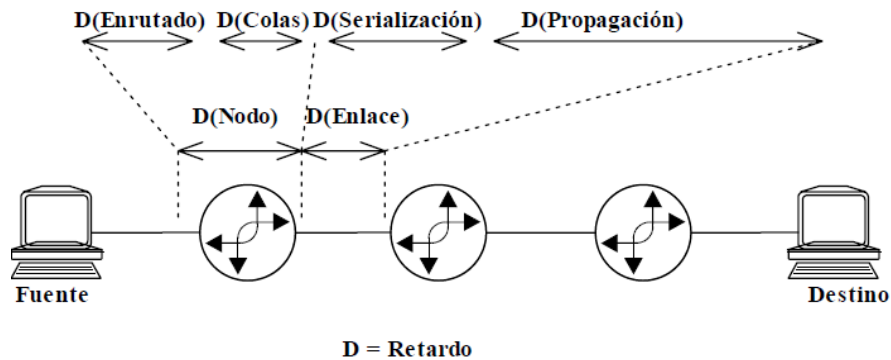 D(Enrutado) D(Colas) D(Serialización) D(Propagación)
D(Nodo) D(Enlace)
Fuente Destino
D = Retardo